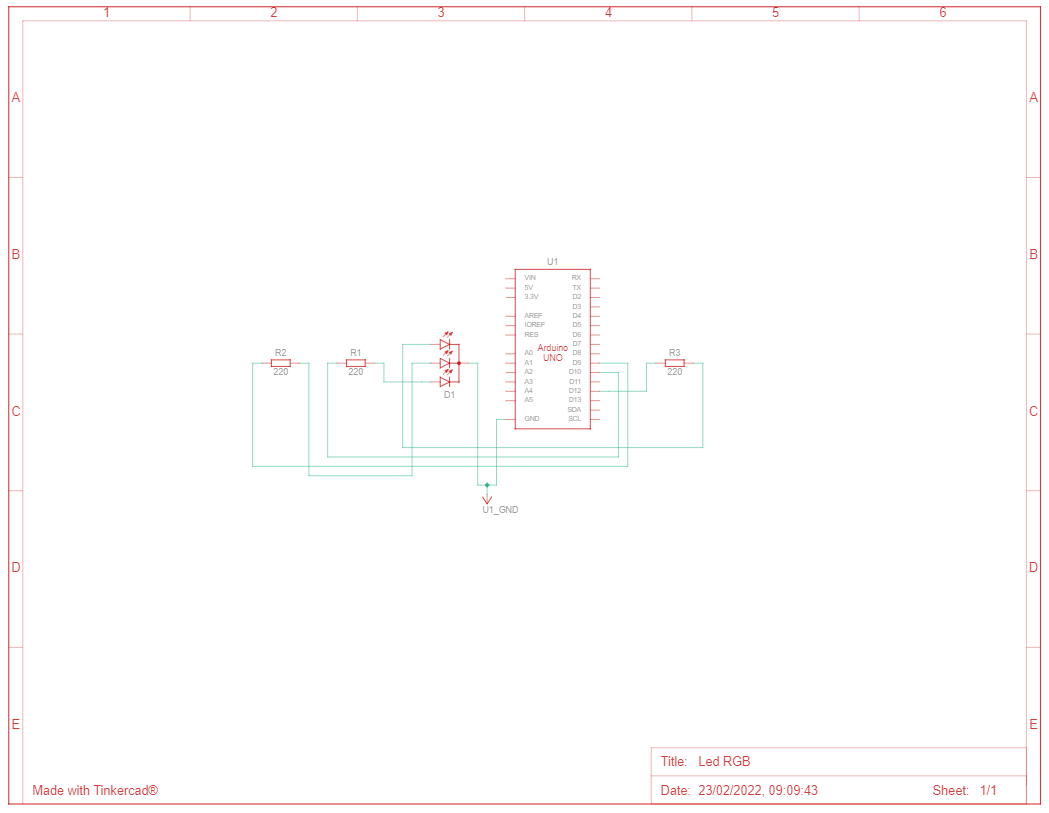 1 2 3 4 5 6
A A
B B
U1
VIN RX
5V TX
3.3V D2
D3
AREF D4
IOREF D5
RES D6
D7
Arduino
UNO
A0 D8
A1 D9
A2 D10
A3 D11
A4 D12
A5 D13
SDA
GND SCL
R2
220
R1
220
D1
R3
220
C C
U1_GND
D D
E E
Title: Led RGB
Made with Tinkercad®
Date: 23/02/2022, 09:09:43 Sheet: 1/1